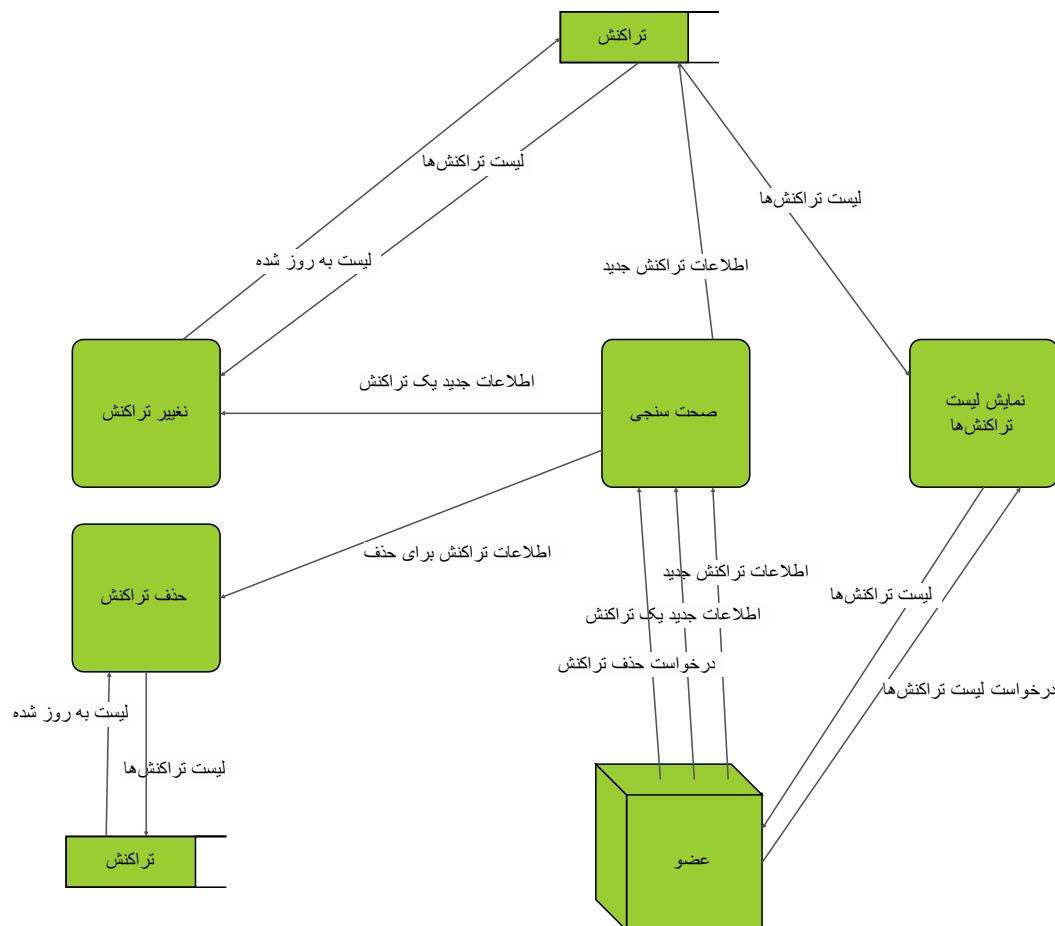 تراکنش
لیست تراکنش‌ها
لیست تراکنش‌ها
لیست به روز شده
اطلاعات تراکنش جدید
اطلاعات جدید یک تراکنش
تغییر تراکنش
صحت سنجی
نمایش لیست
تراکنش‌ها
اطلاعات تراکنش برای حذف
اطلاعات تراکنش جدید
حذف تراکنش
لیست تراکنش‌ها
اطلاعات جدید یک تراکنش
درخواست حذف تراکنش
درخواست لیست تراکنش‌ها
لیست به روز شده
لیست تراکنش‌ها
تراکنش
عضو